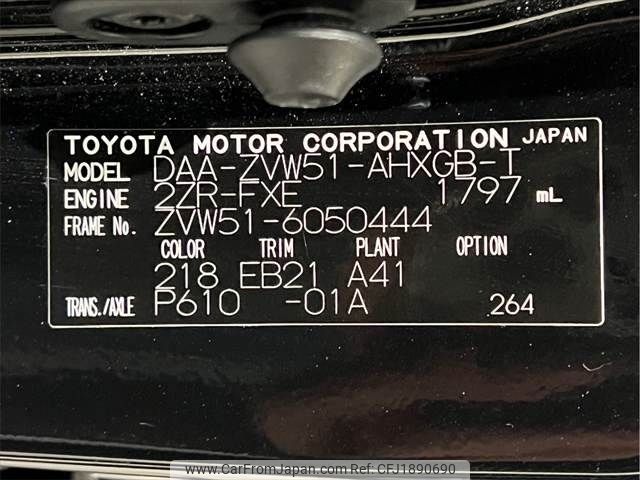 TOYOTA MOTOR CORPORATION JAPAN
MODEL DAA-ZVW51-AHXGB-T
ENGINE 2ZR-FXE 1797 mL
FRAME No. ZVW51-6050444
COLOR TRIM PLANT OPTION
218 EB21 A41
TRANS./AXLE P610 -01A 264
www.CarFromJapan.com Ref: CFJ1890690